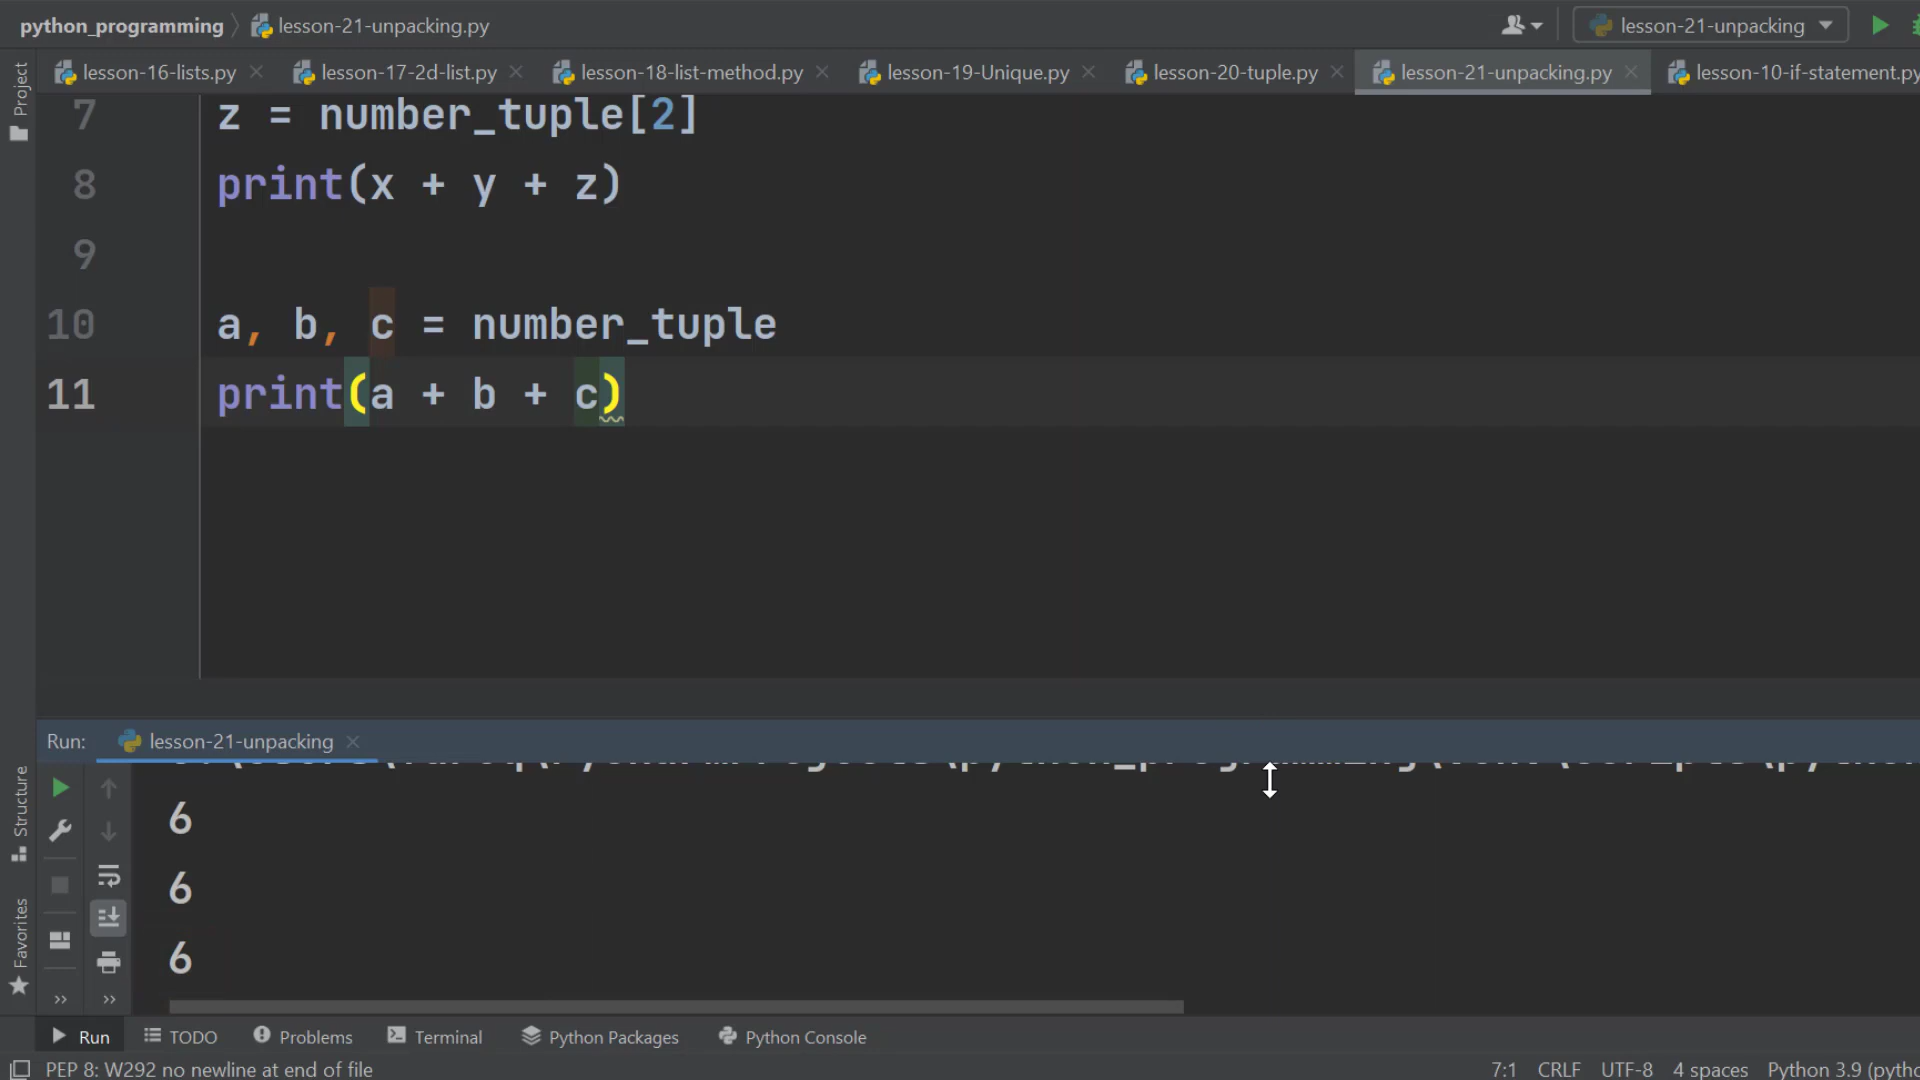 python_programming lesson-21-unpacking.py lesson-21-unpacking
Project
lesson-16-lists.py lesson-17-2d-list.py lesson-18-list-method.py lesson-19-Unique.py lesson-20-tuple.py lesson-21-unpacking.py lesson-10-if-statement.py
7 z = number_tuple[2]
8 print(x + y + z)
9
10 a, b, c = number_tuple
11 print(a + b + c)
Run: lesson-21-unpacking
Structure
Favorites
6
6
6
Run TODO Problems Terminal Python Packages Python Console
PEP 8: W292 no newline at end of file 7:1 CRLF UTF-8 4 spaces Python 3.9